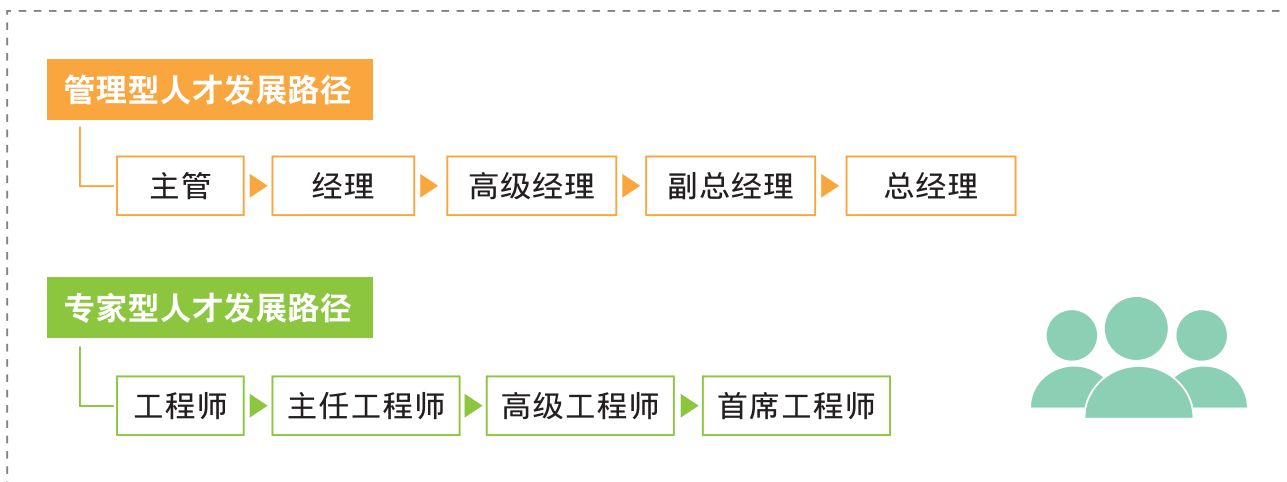 管理型人才发展路径
主管 经理 高级经理 副总经理 总经理
专家型人才发展路径
工程师 主任工程师 高级工程师 首席工程师